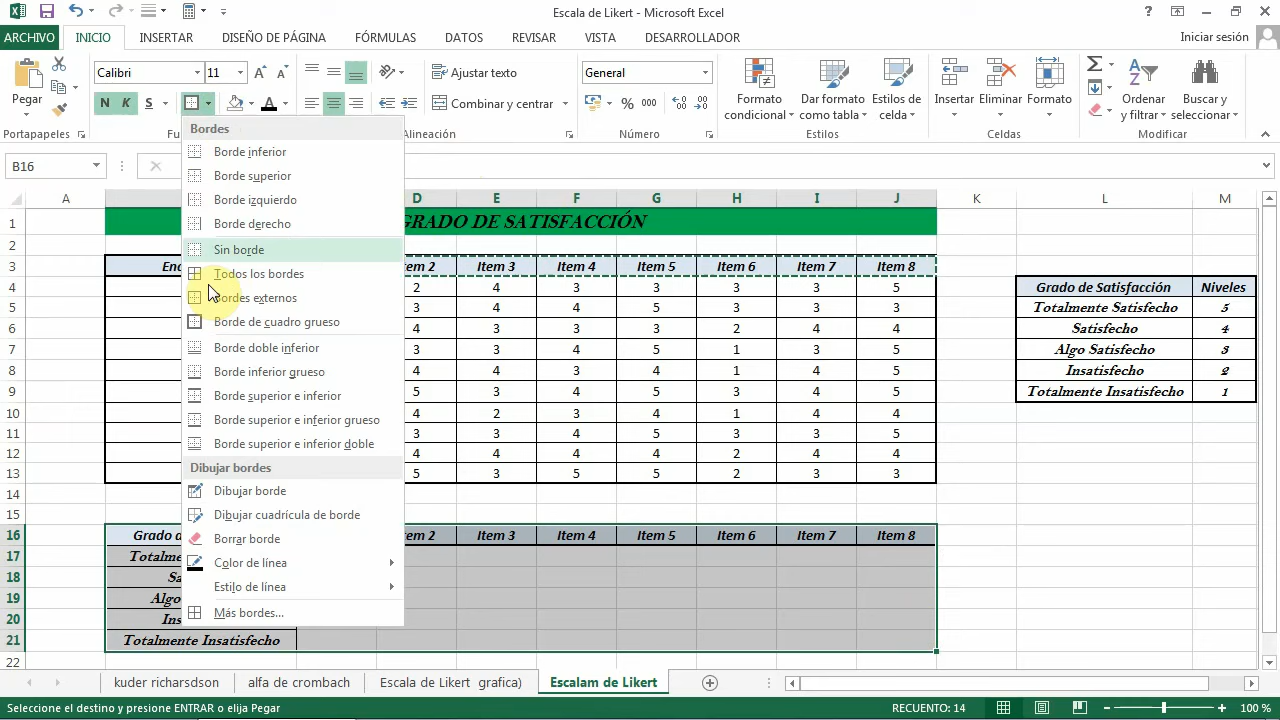 Escala de Likert - Microsoft Excel
ARCHIVO INICIO INSERTAR DISEÑO DE PÁGINA FÓRMULAS DATOS REVISAR VISTA DESARROLLADOR Iniciar sesión
Pegar
Calibri 11
N K S
Ajustar texto
Combinar y centrar
General
% 000
Formato condicional
Dar formato como tabla
Estilos de celda
Insertar Eliminar Formato
Ordenar y filtrar
Buscar y seleccionar
Portapapeles Fu Alineación Número Estilos Celdas Modificar
B16
Bordes
Borde inferior
Borde superior
Borde izquierdo
Borde derecho
Sin borde
Todos los bordes
Bordes externos
Borde de cuadro grueso
Borde doble inferior
Borde inferior grueso
Borde superior e inferior
Borde superior e inferior grueso
Borde superior e inferior doble
Dibujar bordes
Dibujar borde
Dibujar cuadrícula de borde
Borrar borde
Color de línea
Estilo de línea
Más bordes...
A D E F G H I J K L M
1 GRADO DE SATISFACCIÓN
2
3 Enc em 2 Item 3 Item 4 Item 5 Item 6 Item 7 Item 8
4 2 4 3 3 3 3 5 Grado de Satisfacción Niveles
5 3 4 4 5 3 3 3 Totalmente Satisfecho 5
6 4 3 3 3 2 4 4 Satisfecho 4
7 3 3 4 5 1 3 5 Algo Satisfecho 3
8 4 4 3 4 1 4 5 Insatisfecho 2
9 5 3 4 5 3 4 5 Totalmente Insatisfecho 1
10 4 2 3 4 1 4 4
11 3 3 4 5 3 3 5
12 4 4 4 4 2 4 4
13 5 3 5 5 2 3 3
14
15
16 Grado d em 2 Item 3 Item 4 Item 5 Item 6 Item 7 Item 8
17 Totalme
18 Sa
19 Algo
20 Ins
21 Totalmente Insatisfecho
22
kuder richarsdson alfa de crombach Escala de Likert grafica) Escalam de Likert
Seleccione el destino y presione ENTRAR o elija Pegar RECUENTO: 14 100 %